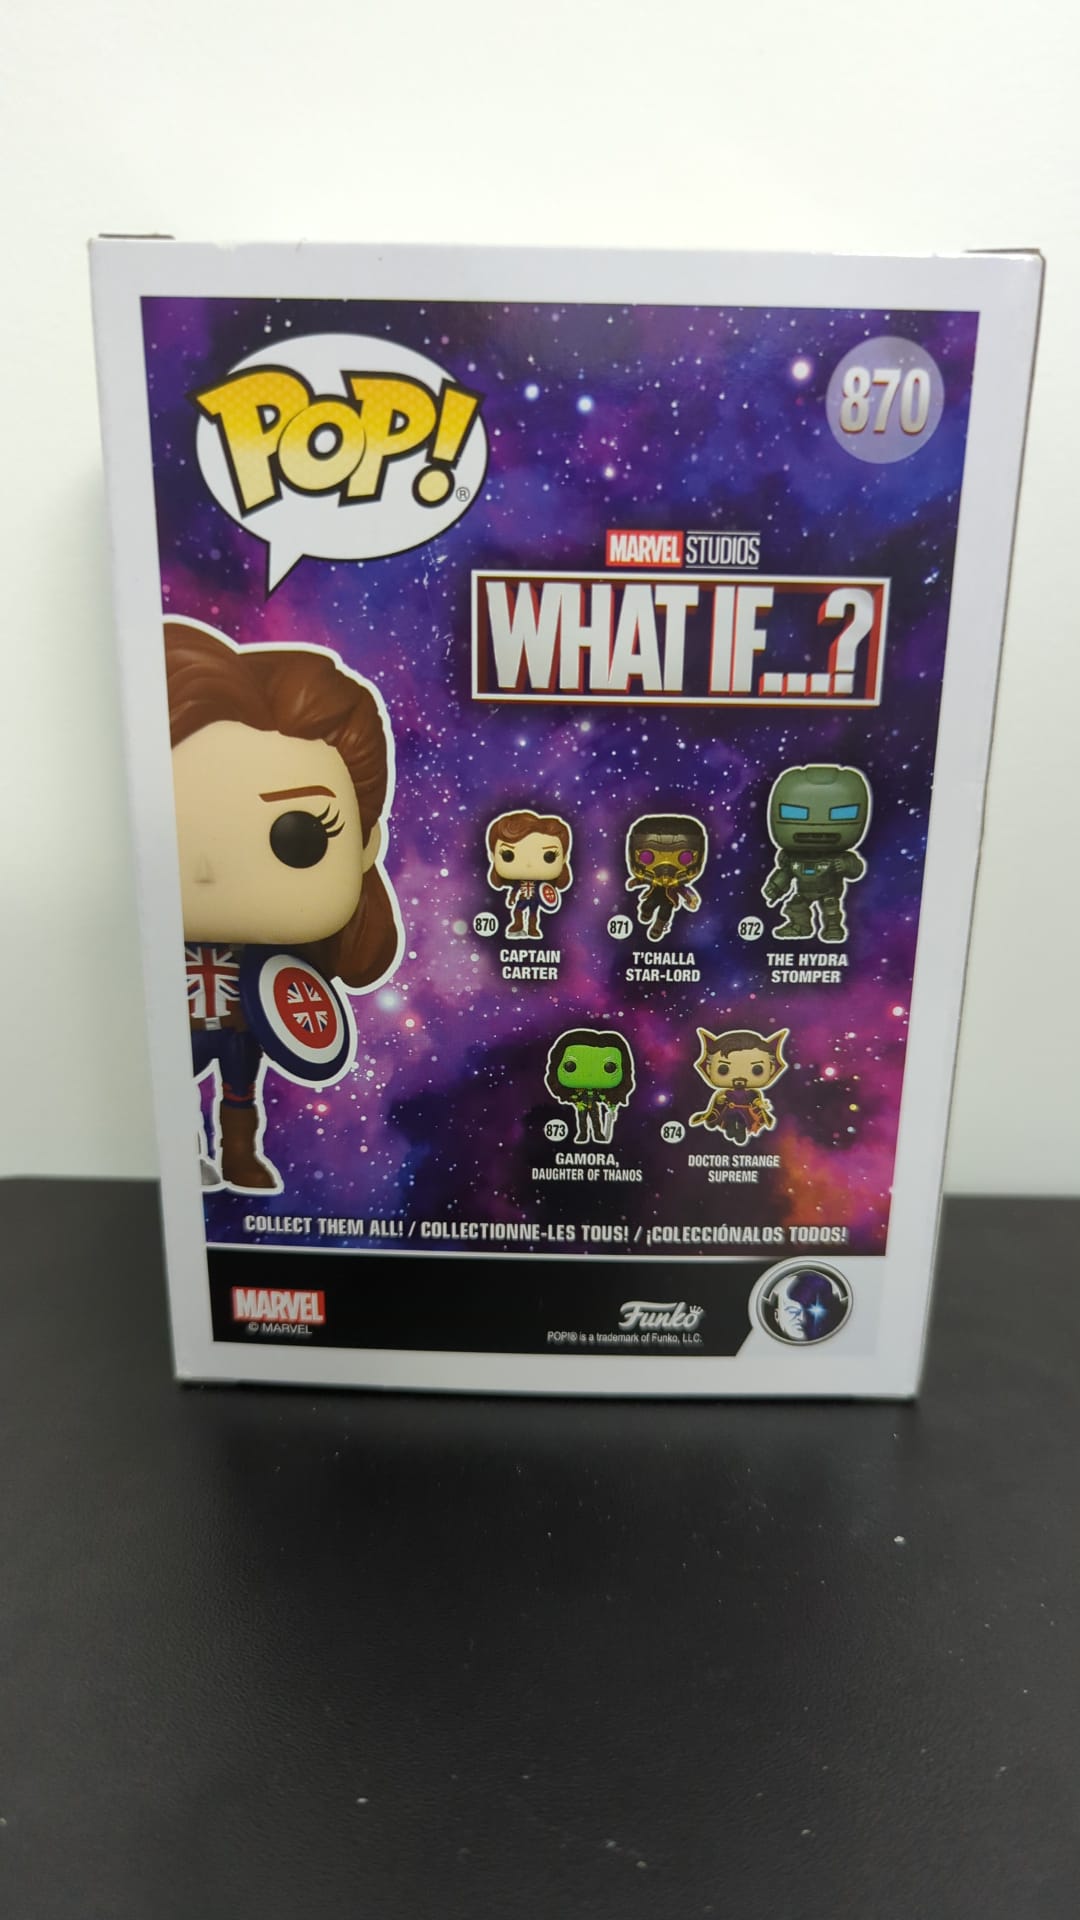 POP!®
870
MARVEL STUDIOS
WHAT IF...?
870
CAPTAIN
CARTER
871
T'CHALLA
STAR-LORD
872
THE HYDRA
STOMPER
873
GAMORA,
DAUGHTER OF THANOS
874
DOCTOR STRANGE
SUPREME
COLLECT THEM ALL! / COLLECTIONNE-LES TOUS! / ¡COLECCIÓNALOS TODOS!
MARVEL
© MARVEL
Funko
POP!® is a trademark of Funko, LLC.